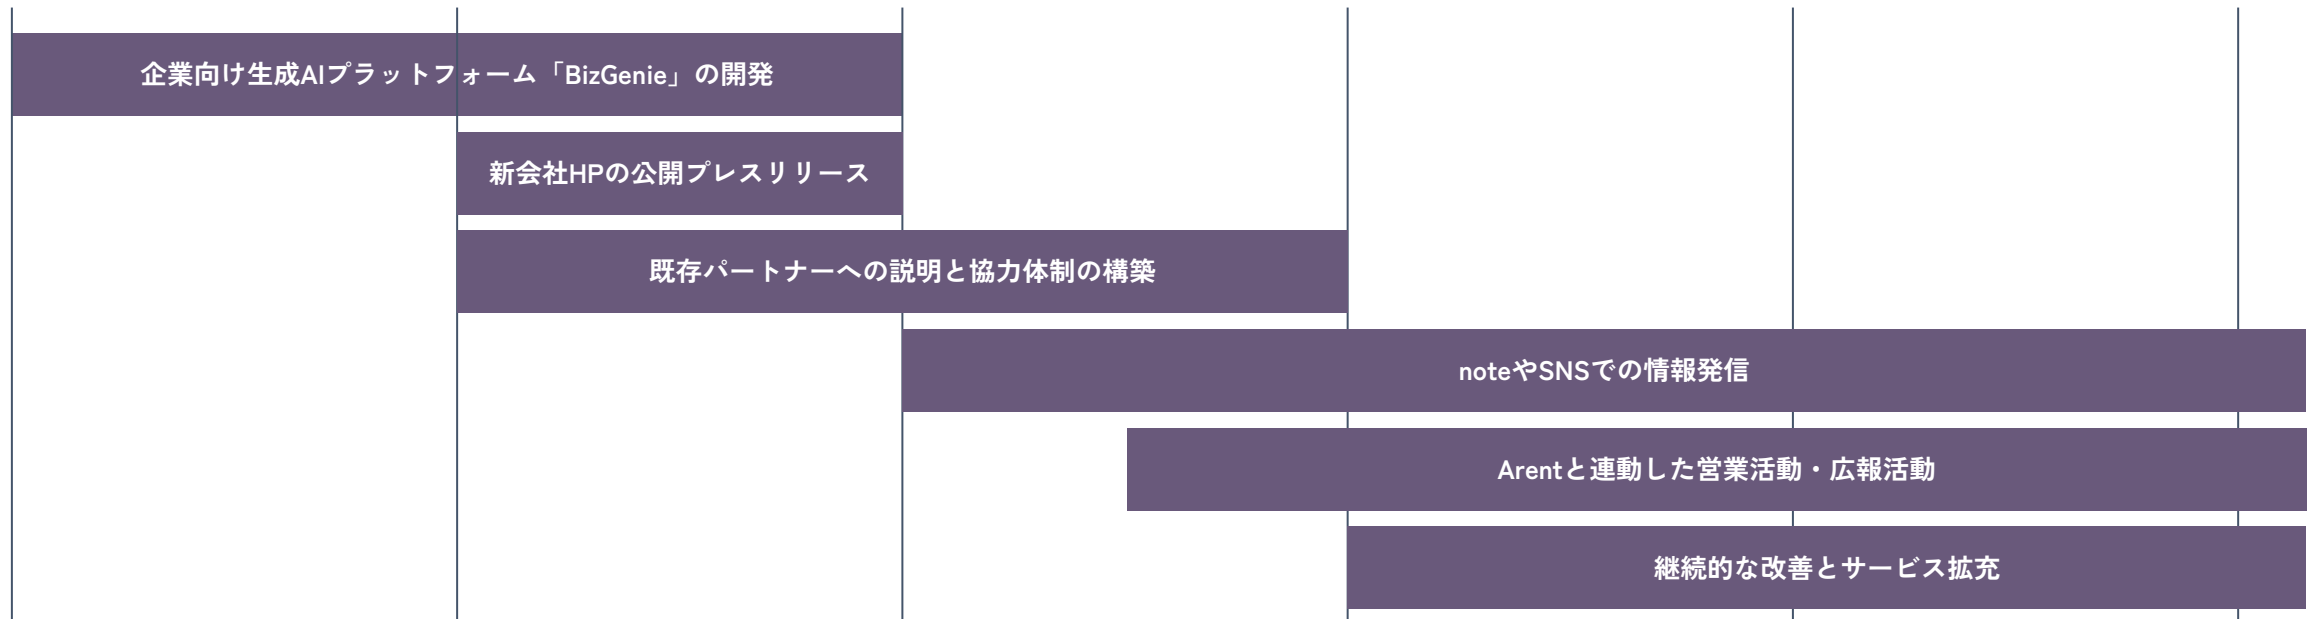 企業向け生成AIプラットフォーム「BizGenie」の開発
新会社HPの公開プレスリリース
既存パートナーへの説明と協力体制の構築
noteやSNSでの情報発信
Arentと連動した営業活動・広報活動
継続的な改善とサービス拡充